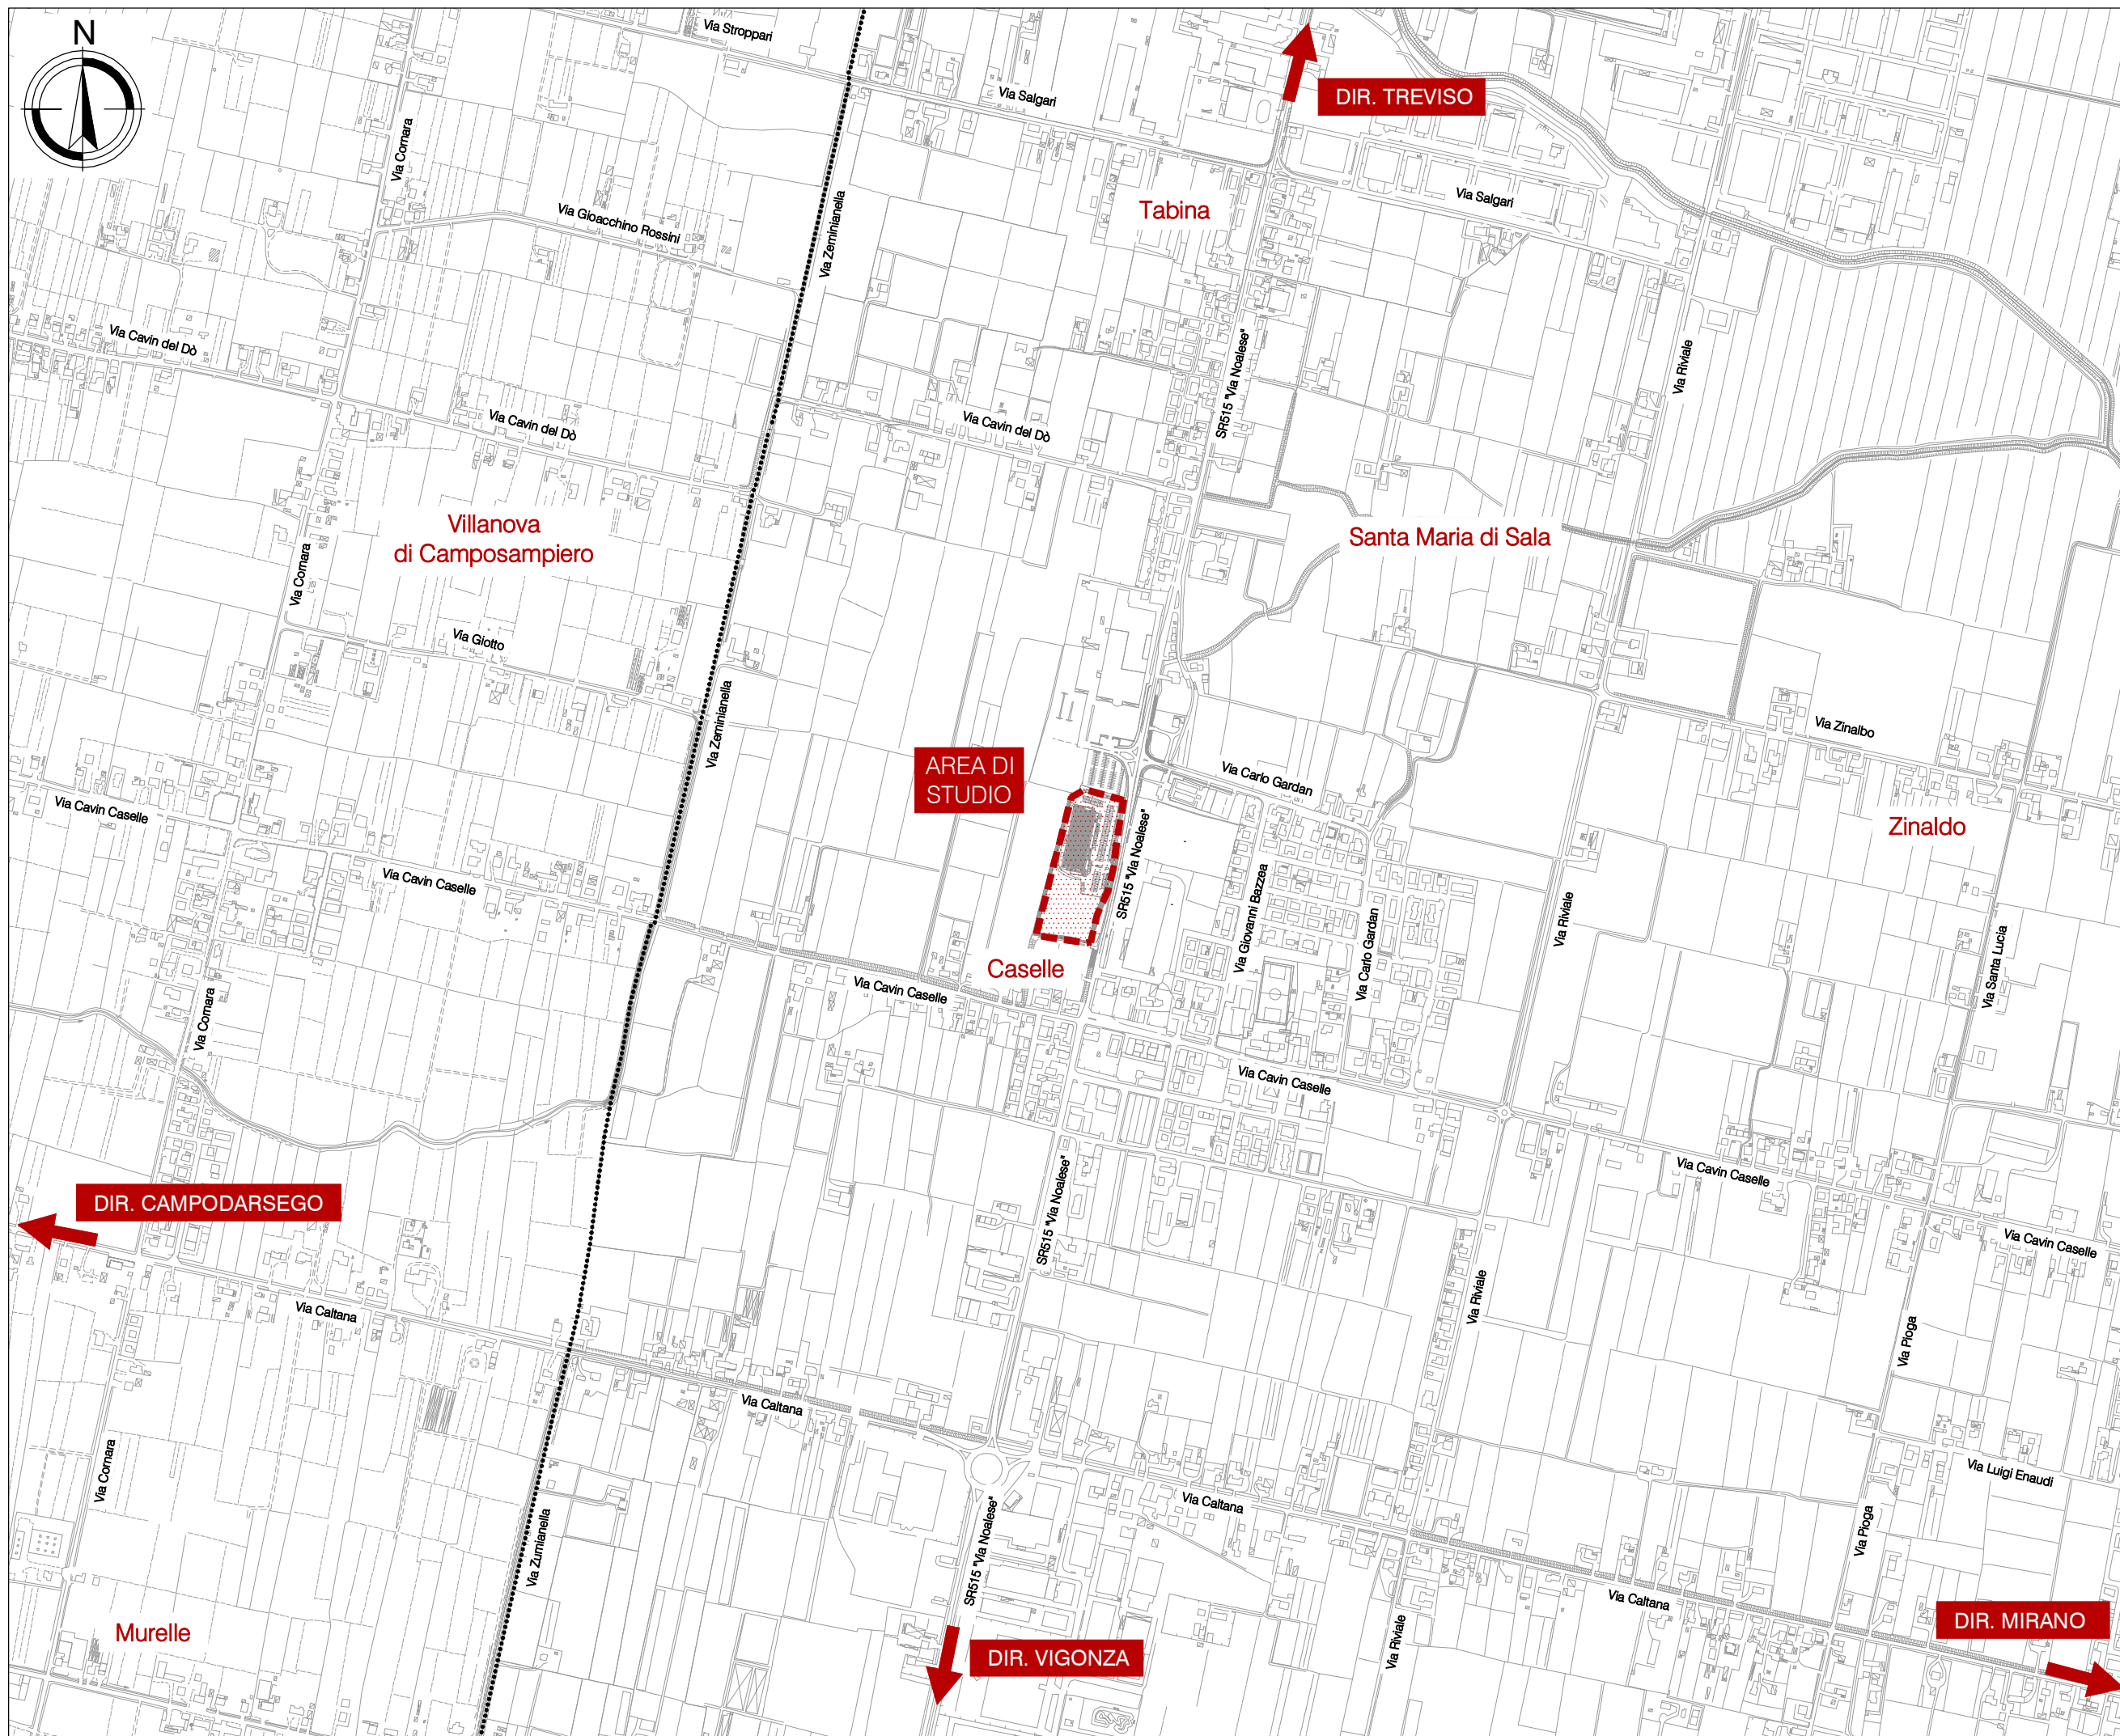 N
Via Stroppari
Via Salgari
DIR. TREVISO
Via Cornara
Via Zeminianella
Tabina
Via Salgari
Via Gioacchino Rossini
Via Cavin del Dò
Via Cavin del Dò
Via Cavin del Dò
SR515 "Via Noalese"
Via Riviale
Villanova
di Camposampiero
Santa Maria di Sala
Via Cornara
Via Giotto
Via Zeminianella
Via Zinalbo
AREA DI
STUDIO
Via Carlo Gardan
Via Cavin Caselle
Zinaldo
SR515 "Via Noalese"
Via Cavin Caselle
Via Giovanni Bazzea
Via Carlo Gardan
Via Riviale
Via Santa Lucia
Caselle
Via Cavin Caselle
Via Cornara
Via Cavin Caselle
Via Cavin Caselle
DIR. CAMPODARSEGO
SR515 "Via Noalese"
Via Cavin Caselle
Via Caltana
Via Riviale
Via Pioga
Via Caltana
Via Cornara
Via Luigi Enaudi
Via Caltana
Via Zumianella
SR515 "Via Noalese"
Via Pioga
Via Caltana
Murelle
DIR. VIGONZA
Via Riviale
DIR. MIRANO